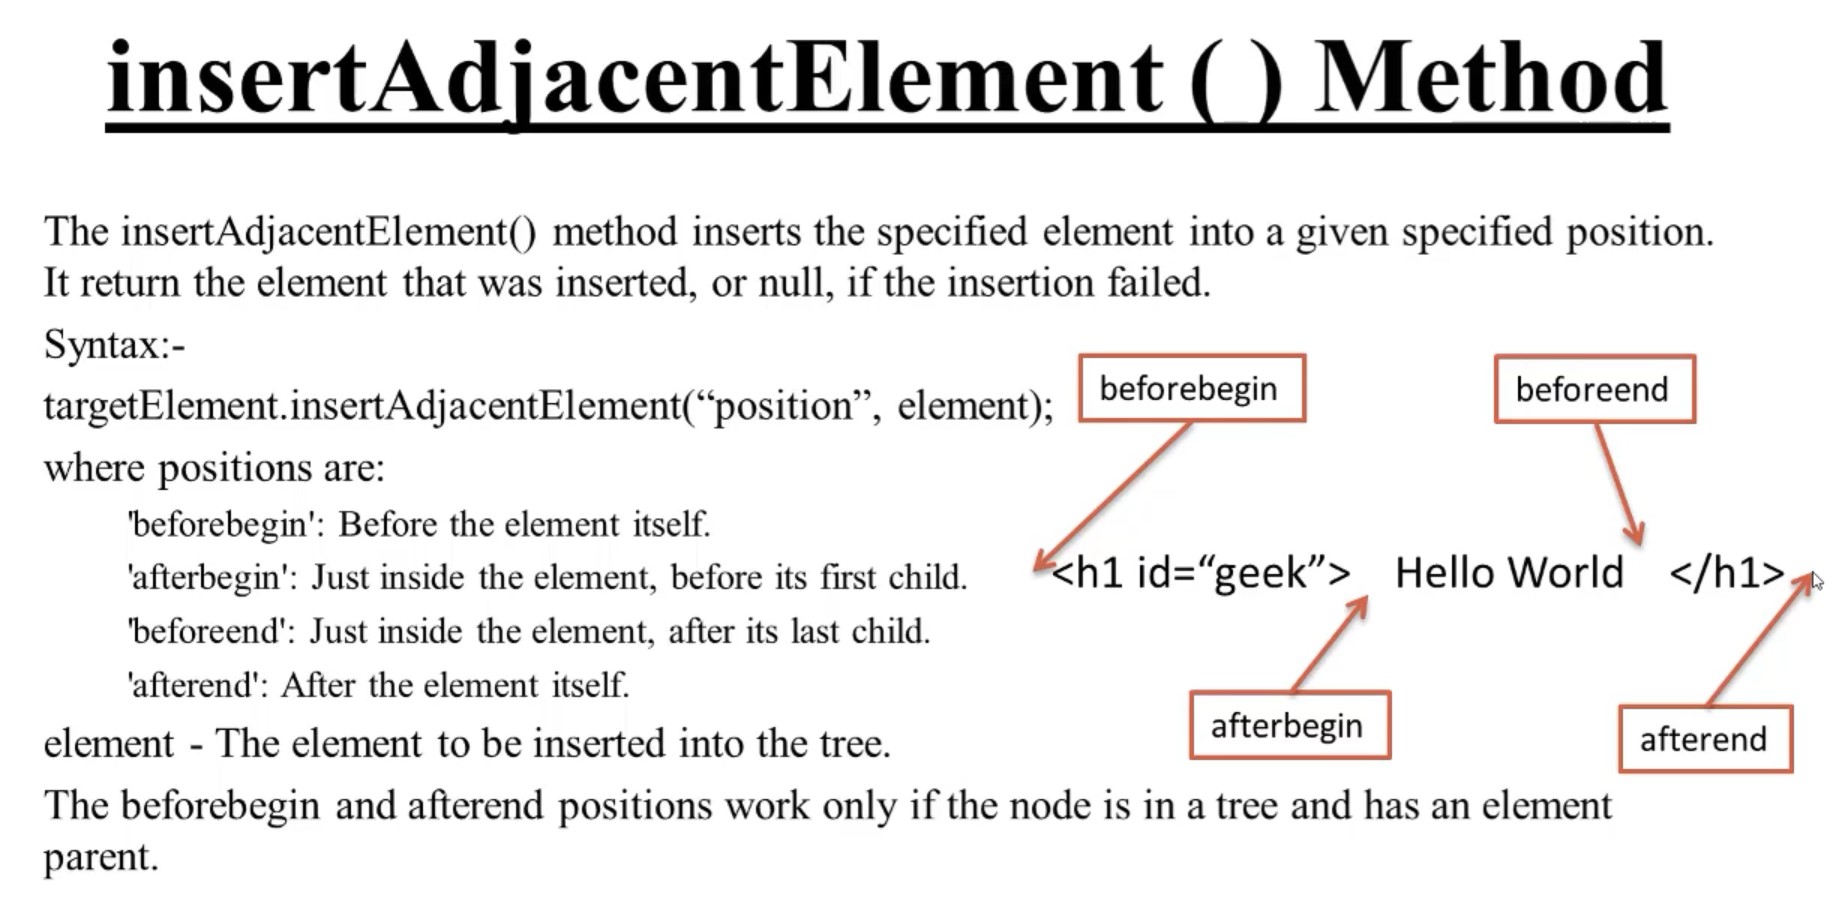 insertAdjacentElement ( ) Method
The insertAdjacentElement() method inserts the specified element into a given specified position.
It return the element that was inserted, or null, if the insertion failed.
Syntax:-
targetElement.insertAdjacentElement(“position”, element);
where positions are:
'beforebegin': Before the element itself.
'afterbegin': Just inside the element, before its first child.
'beforeend': Just inside the element, after its last child.
'afterend': After the element itself.
element - The element to be inserted into the tree.
The beforebegin and afterend positions work only if the node is in a tree and has an element
parent.
beforebegin
beforeend
<h1 id=“geek”> Hello World </h1>
afterbegin
afterend